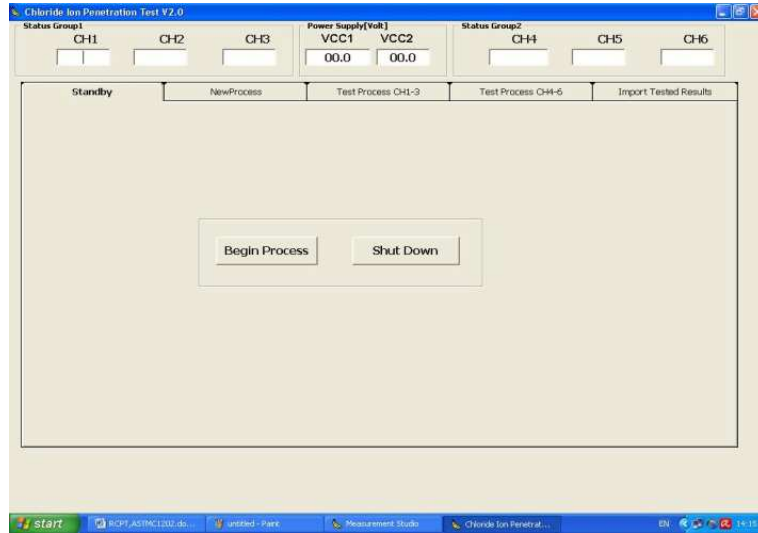 Chloride Ion Penetration Test V2.0
Status Group1 Power Supply[Volt] Status Group2
CH1 CH2 CH3 VCC1 VCC2 CH4 CH5 CH6
00.0 00.0
Standby NewProcess Test Process CH1-3 Test Process CH4-6 Import Tested Results
Begin Process Shut Down
start RCPT,ASTMC1202.do... untitled - Paint Measurement Studio Chloride Ion Penetrat... EN 14:15